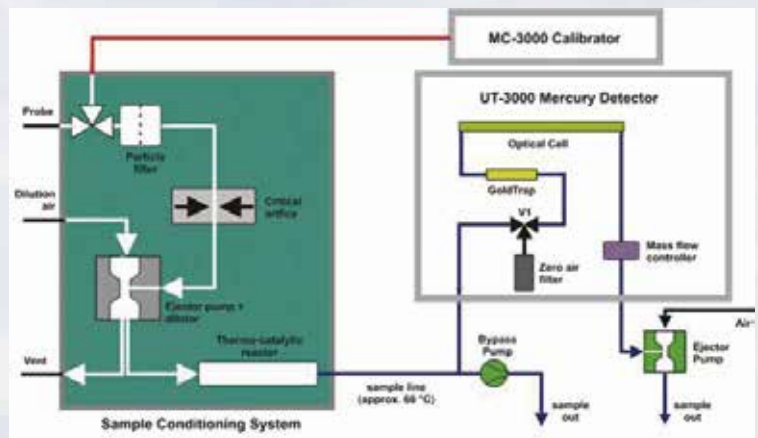 MC-3000 Calibrator
UT-3000 Mercury Detector
Probe
Particle
filter
Optical Cell
GoldTrap
Dilution
air
Critical
orifice
V1
Zero air
filter
Mass flow
controller
Ejector pump +
dilutor
Air
Thermo-catalytic
reactor
Bypass
Pump
Ejector
Pump
Vent
sample line
(approx. 60 °C)
sample
out
sample
out
Sample Conditioning System